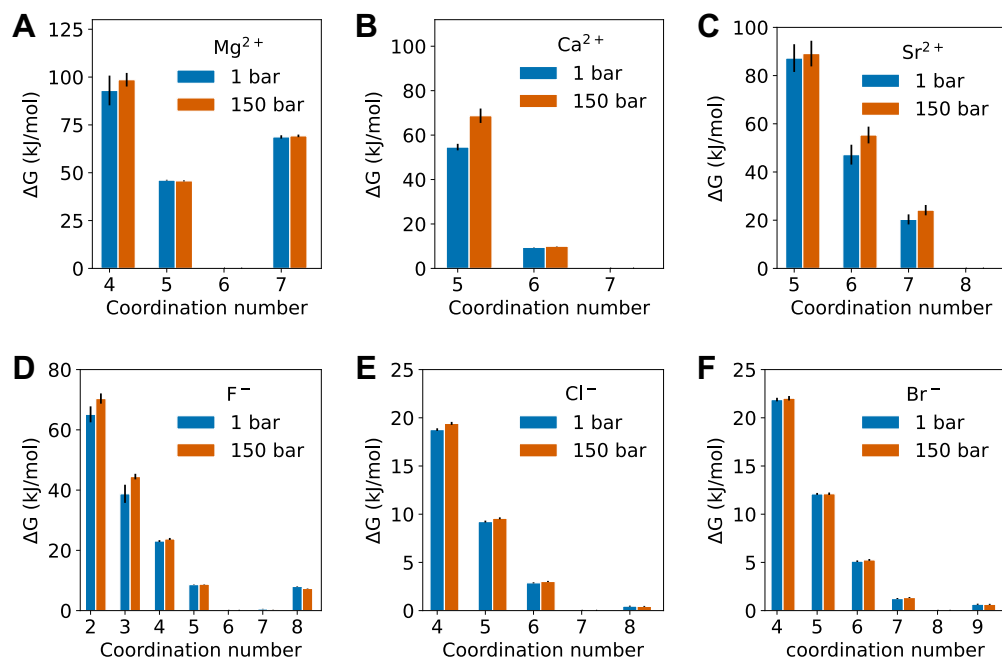 A
Mg²⁺
1 bar
150 bar
125
100
75
50
25
0
ΔG (kJ/mol)
4 5 6 7
Coordination number
B
Ca²⁺
1 bar
150 bar
100
80
60
40
20
0
ΔG (kJ/mol)
5 6 7
Coordination number
C
Sr²⁺
1 bar
150 bar
100
80
60
40
20
0
ΔG (kJ/mol)
5 6 7 8
Coordination number
D
F⁻
1 bar
150 bar
80
60
40
20
0
ΔG (kJ/mol)
2 3 4 5 6 7 8
Coordination number
E
Cl⁻
1 bar
150 bar
25
20
15
10
5
0
ΔG (kJ/mol)
4 5 6 7 8
Coordination number
F
Br⁻
1 bar
150 bar
25
20
15
10
5
0
ΔG (kJ/mol)
4 5 6 7 8 9
coordination number